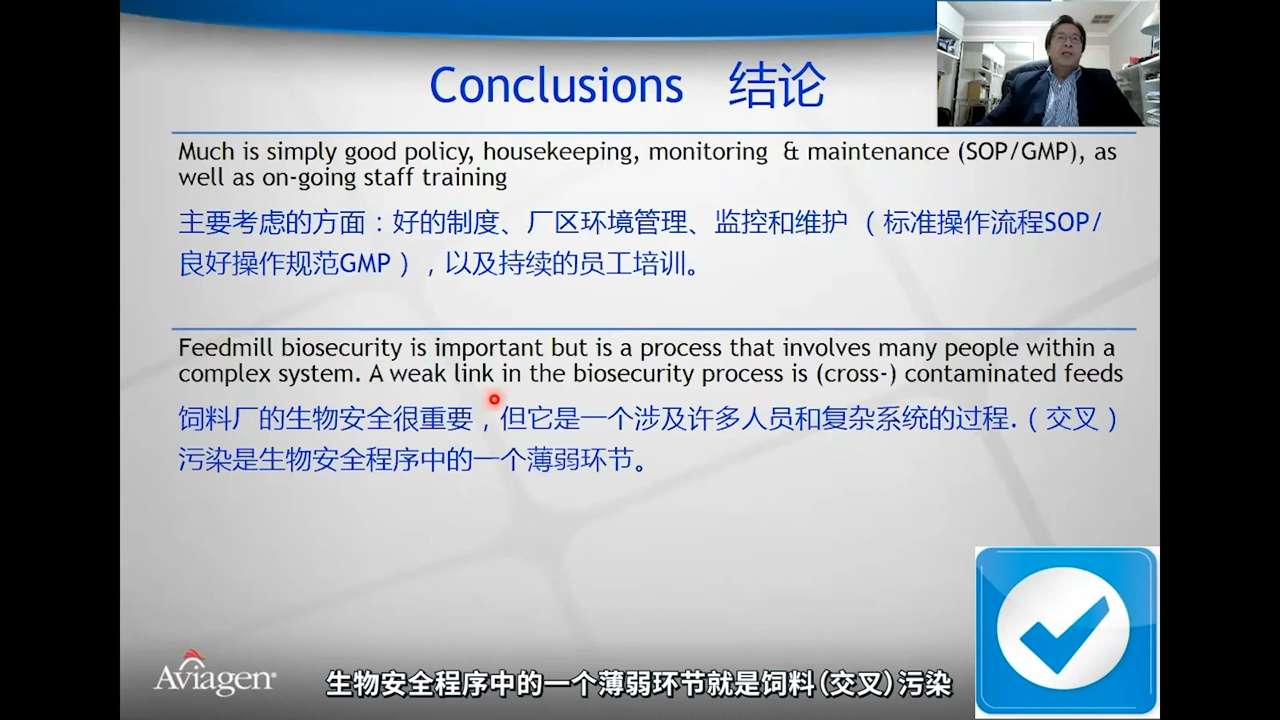 Conclusions 结论
Much is simply good policy, housekeeping, monitoring & maintenance (SOP/GMP), as
well as on-going staff training
主要考虑的方面：好的制度、厂区环境管理、监控和维护（标准操作流程SOP/
良好操作规范GMP），以及持续的员工培训。
Feedmill biosecurity is important but is a process that involves many people within a
complex system. A weak link in the biosecurity process is (cross-) contaminated feeds
饲料厂的生物安全很重要，但它是一个涉及许多人员和复杂系统的过程.（交叉）
污染是生物安全程序中的一个薄弱环节。
Aviagen
生物安全程序中的一个薄弱环节就是饲料(交叉)污染